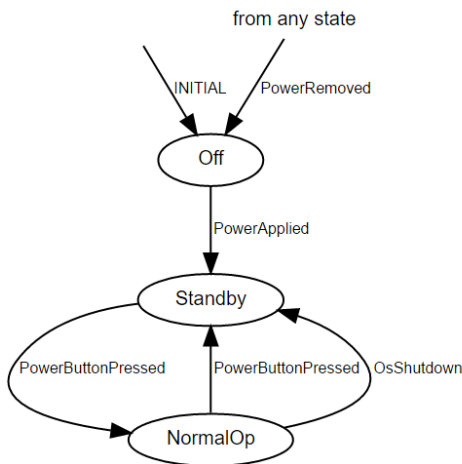 from any state
INITIAL
PowerRemoved
Off
PowerApplied
Standby
PowerButtonPressed
PowerButtonPressed
OsShutdown
NormalOp